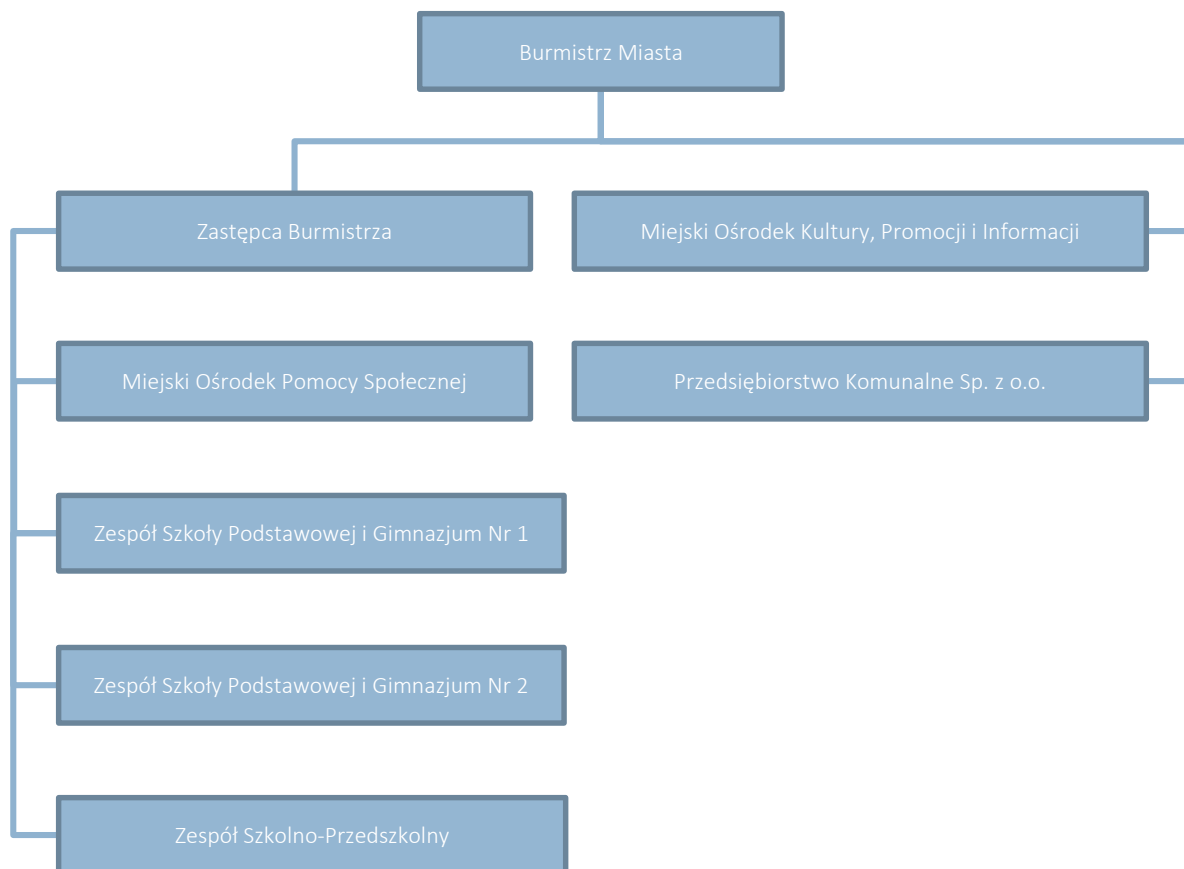 Burmistrz Miasta
Zastępca Burmistrza
Miejski Ośrodek Kultury, Promocji i Informacji
Miejski Ośrodek Pomocy Społecznej
Przedsiębiorstwo Komunalne Sp. z o.o.
Zespół Szkoły Podstawowej i Gimnazjum Nr 1
Zespół Szkoły Podstawowej i Gimnazjum Nr 2
Zespół Szkolno-Przedszkolny